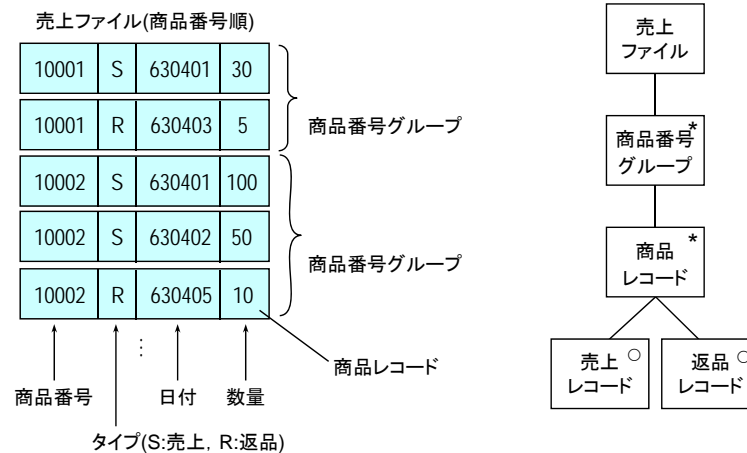 売上ファイル(商品番号順)
10001 S 630401 30
10001 R 630403 5
10002 S 630401 100
10002 S 630402 50
10002 R 630405 10
商品番号グループ
商品番号グループ
商品レコード
商品番号
日付
数量
タイプ(S:売上, R:返品)
売上
ファイル
商品番号*
グループ
商品 *
レコード
売上 ○
レコード
返品 ○
レコード